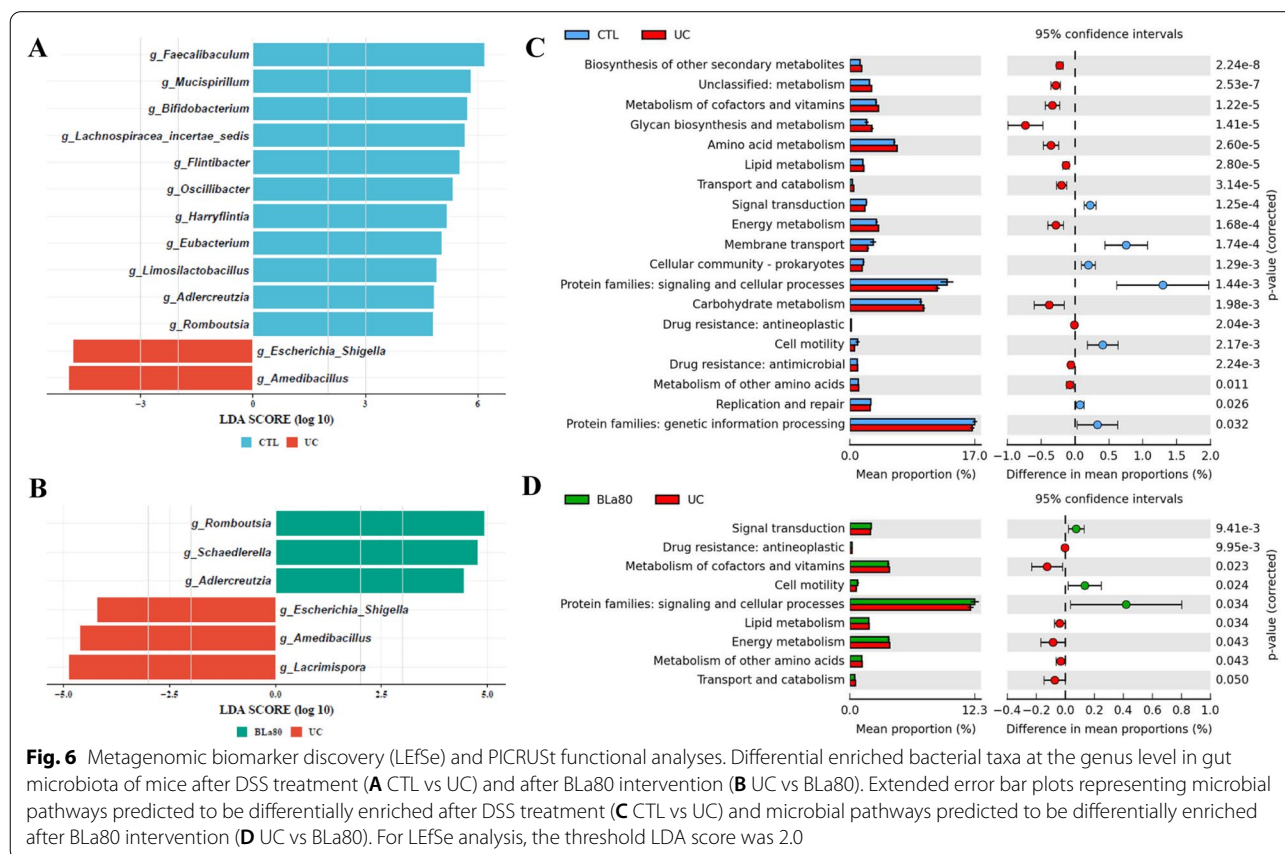 A
g_Faecalibaculum
g_Mucispirillum
g_Bifidobacterium
g_Lachnospiracea_incertae_sedis
g_Flintibacter
g_Oscillibacter
g_Harryflintia
g_Eubacterium
g_Limosilactobacillus
g_Adlercreutzia
g_Romboutsia
g_Escherichia_Shigella
g_Amedibacillus
−3 0 3 6
LDA SCORE (log 10)
CTL UC
B
g_Romboutsia
g_Schaedlerella
g_Adlercreutzia
g_Escherichia_Shigella
g_Amedibacillus
g_Lacrimispora
−5.0 −2.5 0.0 2.5 5.0
LDA SCORE (log 10)
BLa80 UC
C CTL UC 95% confidence intervals
Biosynthesis of other secondary metabolites 2.24e-8
Unclassified: metabolism 2.53e-7
Metabolism of cofactors and vitamins 1.22e-5
Glycan biosynthesis and metabolism 1.41e-5
Amino acid metabolism 2.60e-5
Lipid metabolism 2.80e-5
Transport and catabolism 3.14e-5
Signal transduction 1.25e-4
Energy metabolism 1.68e-4
Membrane transport 1.74e-4
Cellular community - prokaryotes 1.29e-3
Protein families: signaling and cellular processes 1.44e-3
Carbohydrate metabolism 1.98e-3
Drug resistance: antineoplastic 2.04e-3
Cell motility 2.17e-3
Drug resistance: antimicrobial 2.24e-3
Metabolism of other amino acids 0.011
Replication and repair 0.026
Protein families: genetic information processing 0.032
p-value (corrected)
0.0 17.0 −1.0 −0.5 0.0 0.5 1.0 1.5 2.0
Mean proportion (%) Difference in mean proportions (%)
D BLa80 UC 95% confidence intervals
Signal transduction 9.41e-3
Drug resistance: antineoplastic 9.95e-3
Metabolism of cofactors and vitamins 0.023
Cell motility 0.024
Protein families: signaling and cellular processes 0.034
Lipid metabolism 0.034
Energy metabolism 0.043
Metabolism of other amino acids 0.043
Transport and catabolism 0.050
p-value (corrected)
0.0 12.3 −0.4 −0.2 0.0 0.2 0.4 0.6 0.8 1.0
Mean proportion (%) Difference in mean proportions (%)
Fig. 6 Metagenomic biomarker discovery (LEfSe) and PICRUSt functional analyses. Differential enriched bacterial taxa at the genus level in gut
microbiota of mice after DSS treatment (A CTL vs UC) and after BLa80 intervention (B UC vs BLa80). Extended error bar plots representing microbial
pathways predicted to be differentially enriched after DSS treatment (C CTL vs UC) and microbial pathways predicted to be differentially enriched
after BLa80 intervention (D UC vs BLa80). For LEfSe analysis, the threshold LDA score was 2.0